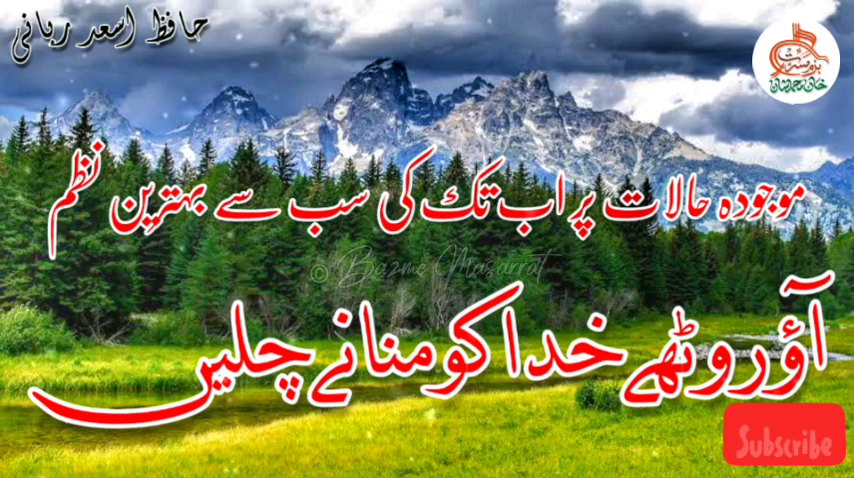 حافظ اسعد ربانی
موجودہ حالات پر اب تک کی سب سے بہترین نظم
© Bazme Masarrat
آؤ روٹھے خدا کو منانے چلیں
Subscribe